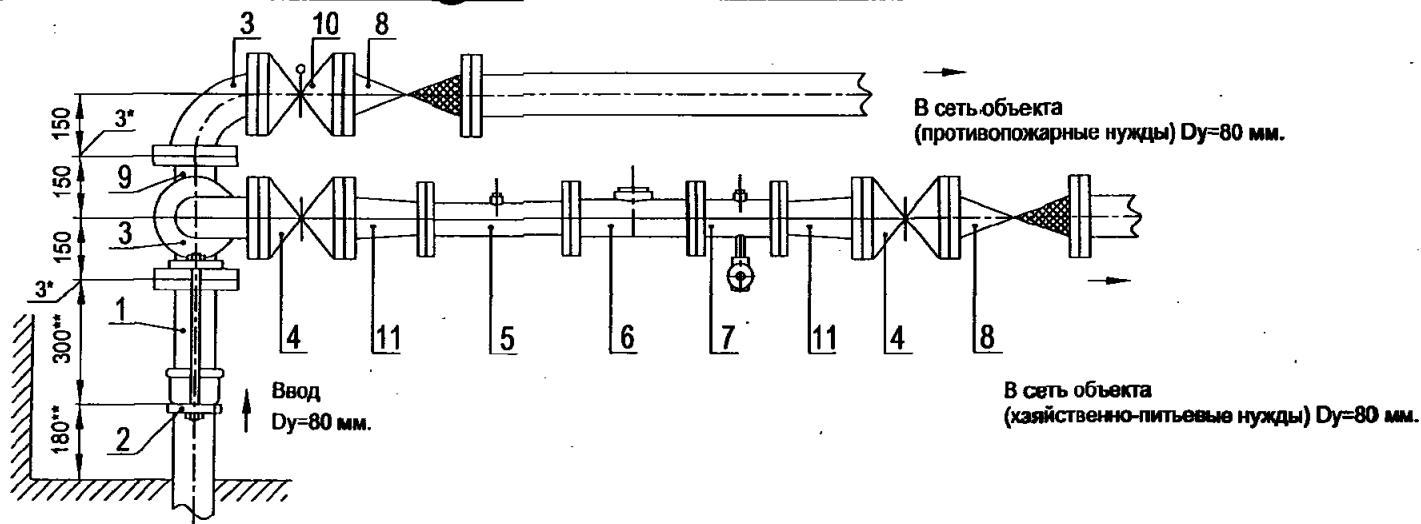 3 10 8
150
3*
В сеть объекта
(противопожарные нужды) Dy=80 мм.
150
9
3
150
3*
1
300**
4 11 5 6 7 11 4 8
Ввод
Dy=80 мм.
В сеть объекта
(хэяйственно-питьевые нужды) Dy=80 мм.
2
180**